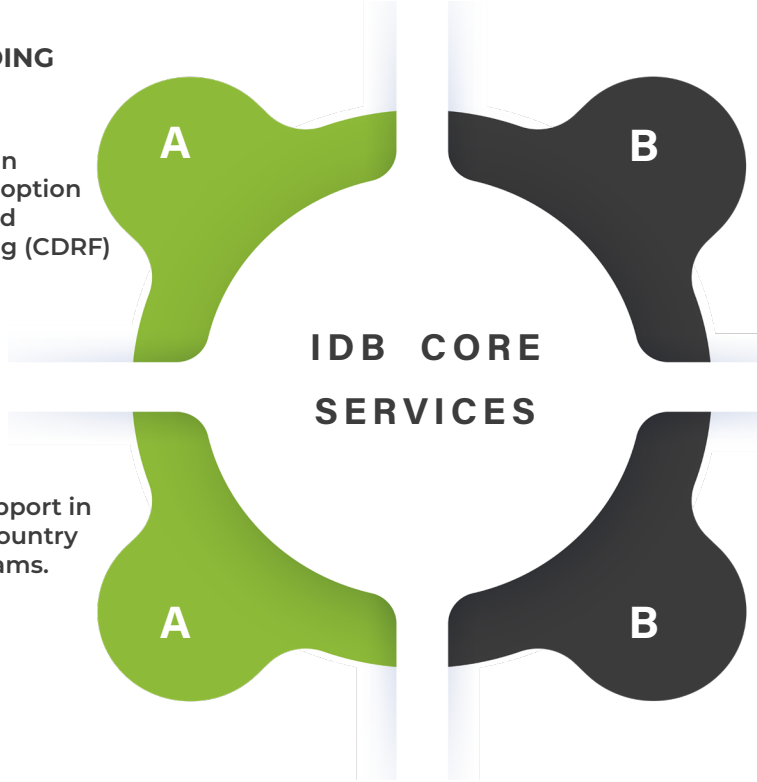 DING
A
B
n
option
d
g (CDRF)
IDB CORE
SERVICES
pport in
ountry
ams.
A
B